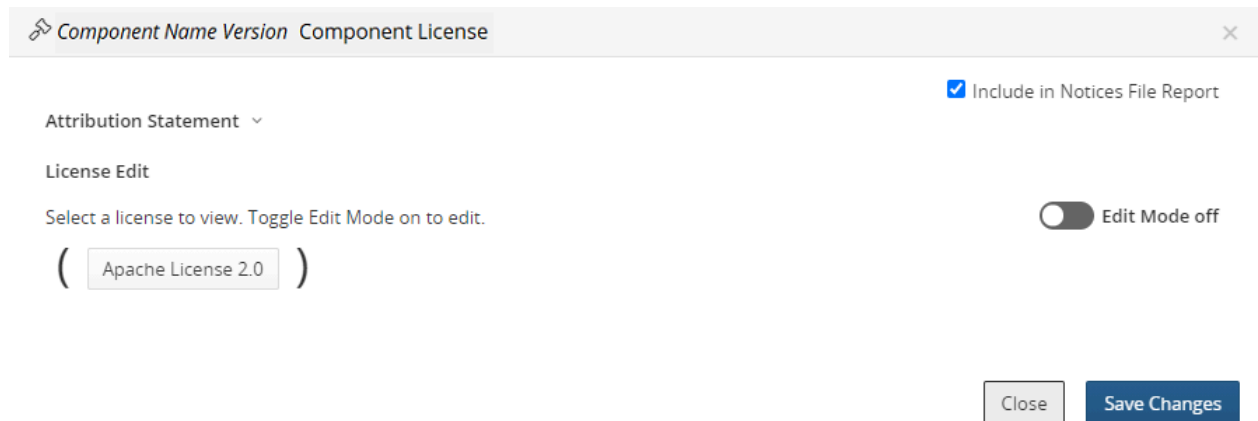 Component Name Version Component License
Include in Notices File Report
Attribution Statement
License Edit
Select a license to view. Toggle Edit Mode on to edit.
Edit Mode off
( Apache License 2.0 )
Close Save Changes